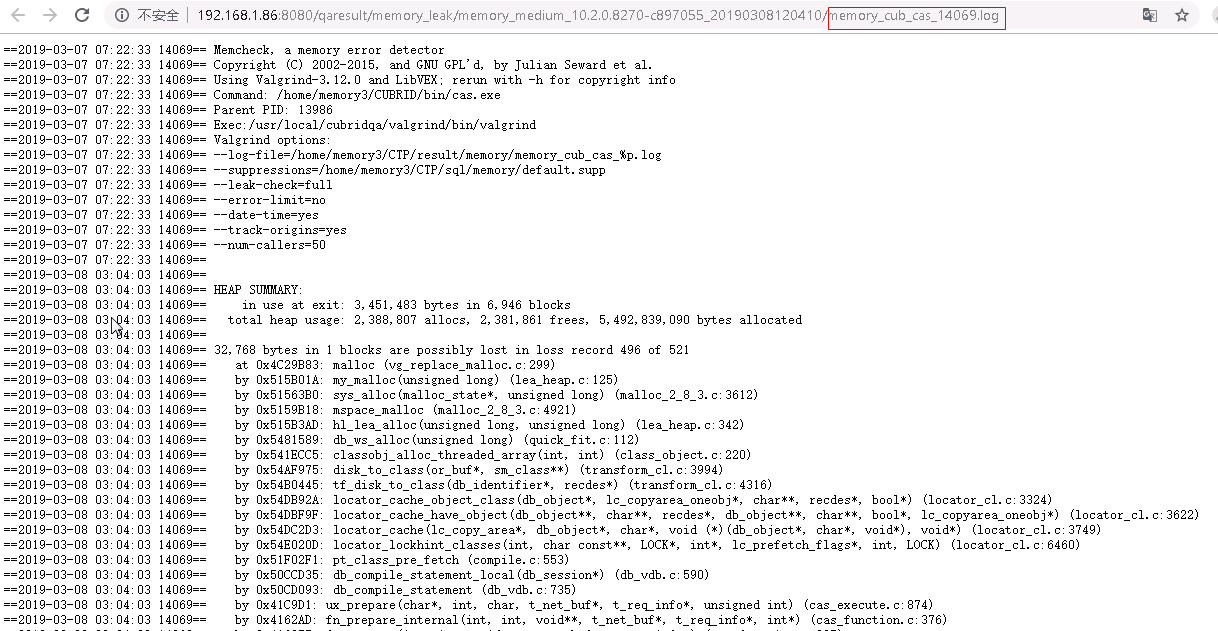 不安全 192.168.1.86:8080/qaresult/memory_leak/memory_medium_10.2.0.8270-c897055_20190308120410/memory_cub_cas_14069.log
==2019-03-07 07:22:33 14069== Memcheck, a memory error detector
==2019-03-07 07:22:33 14069== Copyright (C) 2002-2015, and GNU GPL'd, by Julian Seward et al.
==2019-03-07 07:22:33 14069== Using Valgrind-3.12.0 and LibVEX; rerun with -h for copyright info
==2019-03-07 07:22:33 14069== Command: /home/memory3/CUBRID/bin/cas.exe
==2019-03-07 07:22:33 14069== Parent PID: 13986
==2019-03-07 07:22:33 14069== Exec:/usr/local/cubridqa/valgrind/bin/valgrind
==2019-03-07 07:22:33 14069== Valgrind options:
==2019-03-07 07:22:33 14069== --log-file=/home/memory3/CTP/result/memory/memory_cub_cas_%p.log
==2019-03-07 07:22:33 14069== --suppressions=/home/memory3/CTP/sql/memory/default.supp
==2019-03-07 07:22:33 14069== --leak-check=full
==2019-03-07 07:22:33 14069== --error-limit=no
==2019-03-07 07:22:33 14069== --date-time=yes
==2019-03-07 07:22:33 14069== --track-origins=yes
==2019-03-07 07:22:33 14069== --num-callers=50
==2019-03-07 07:22:33 14069==
==2019-03-08 03:04:03 14069==
==2019-03-08 03:04:03 14069== HEAP SUMMARY:
==2019-03-08 03:04:03 14069==     in use at exit: 3,451,483 bytes in 6,946 blocks
==2019-03-08 03:04:03 14069==   total heap usage: 2,388,807 allocs, 2,381,861 frees, 5,492,839,090 bytes allocated
==2019-03-08 03:04:03 14069==
==2019-03-08 03:04:03 14069== 32,768 bytes in 1 blocks are possibly lost in loss record 496 of 521
==2019-03-08 03:04:03 14069==    at 0x4C29B83: malloc (vg_replace_malloc.c:299)
==2019-03-08 03:04:03 14069==    by 0x515B01A: my_malloc(unsigned long) (lea_heap.c:125)
==2019-03-08 03:04:03 14069==    by 0x51563B0: sys_alloc(malloc_state*, unsigned long) (malloc_2_8_3.c:3612)
==2019-03-08 03:04:03 14069==    by 0x5159B18: mspace_malloc (malloc_2_8_3.c:4921)
==2019-03-08 03:04:03 14069==    by 0x515B3AD: hl_lea_alloc(unsigned long, unsigned long) (lea_heap.c:342)
==2019-03-08 03:04:03 14069==    by 0x5481589: db_ws_alloc(unsigned long) (quick_fit.c:112)
==2019-03-08 03:04:03 14069==    by 0x541ECC5: classobj_alloc_threaded_array(int, int) (class_object.c:220)
==2019-03-08 03:04:03 14069==    by 0x54AF975: disk_to_class(or_buf*, sm_class**) (transform_cl.c:3994)
==2019-03-08 03:04:03 14069==    by 0x54B0445: tf_disk_to_class(db_identifier*, recdes*) (transform_cl.c:4316)
==2019-03-08 03:04:03 14069==    by 0x54DB92A: locator_cache_object_class(db_object*, lc_copyarea_oneobj*, char**, recdes*, bool*) (locator_cl.c:3324)
==2019-03-08 03:04:03 14069==    by 0x54DBF9F: locator_cache_have_object(db_object**, char**, recdes*, db_object**, char**, bool*, lc_copyarea_oneobj*) (locator_cl.c:3622)
==2019-03-08 03:04:03 14069==    by 0x54DC2D3: locator_cache(lc_copy_area*, db_object*, char*, void (*)(db_object*, char*, void*), void*) (locator_cl.c:3749)
==2019-03-08 03:04:03 14069==    by 0x54E020D: locator_lockhint_classes(int, char const**, LOCK*, int*, lc_prefetch_flags*, int, LOCK) (locator_cl.c:6460)
==2019-03-08 03:04:03 14069==    by 0x51F02F1: pt_class_pre_fetch (compile.c:553)
==2019-03-08 03:04:03 14069==    by 0x50CCD35: db_compile_statement_local(db_session*) (db_vdb.c:590)
==2019-03-08 03:04:03 14069==    by 0x50CD093: db_compile_statement (db_vdb.c:735)
==2019-03-08 03:04:03 14069==    by 0x41C9D1: ux_prepare(char*, int, char, t_net_buf*, t_req_info*, unsigned int) (cas_execute.c:874)
==2019-03-08 03:04:03 14069==    by 0x4162AD: fn_prepare_internal(int, int, void**, t_net_buf*, t_req_info*, int*) (cas_function.c:376)